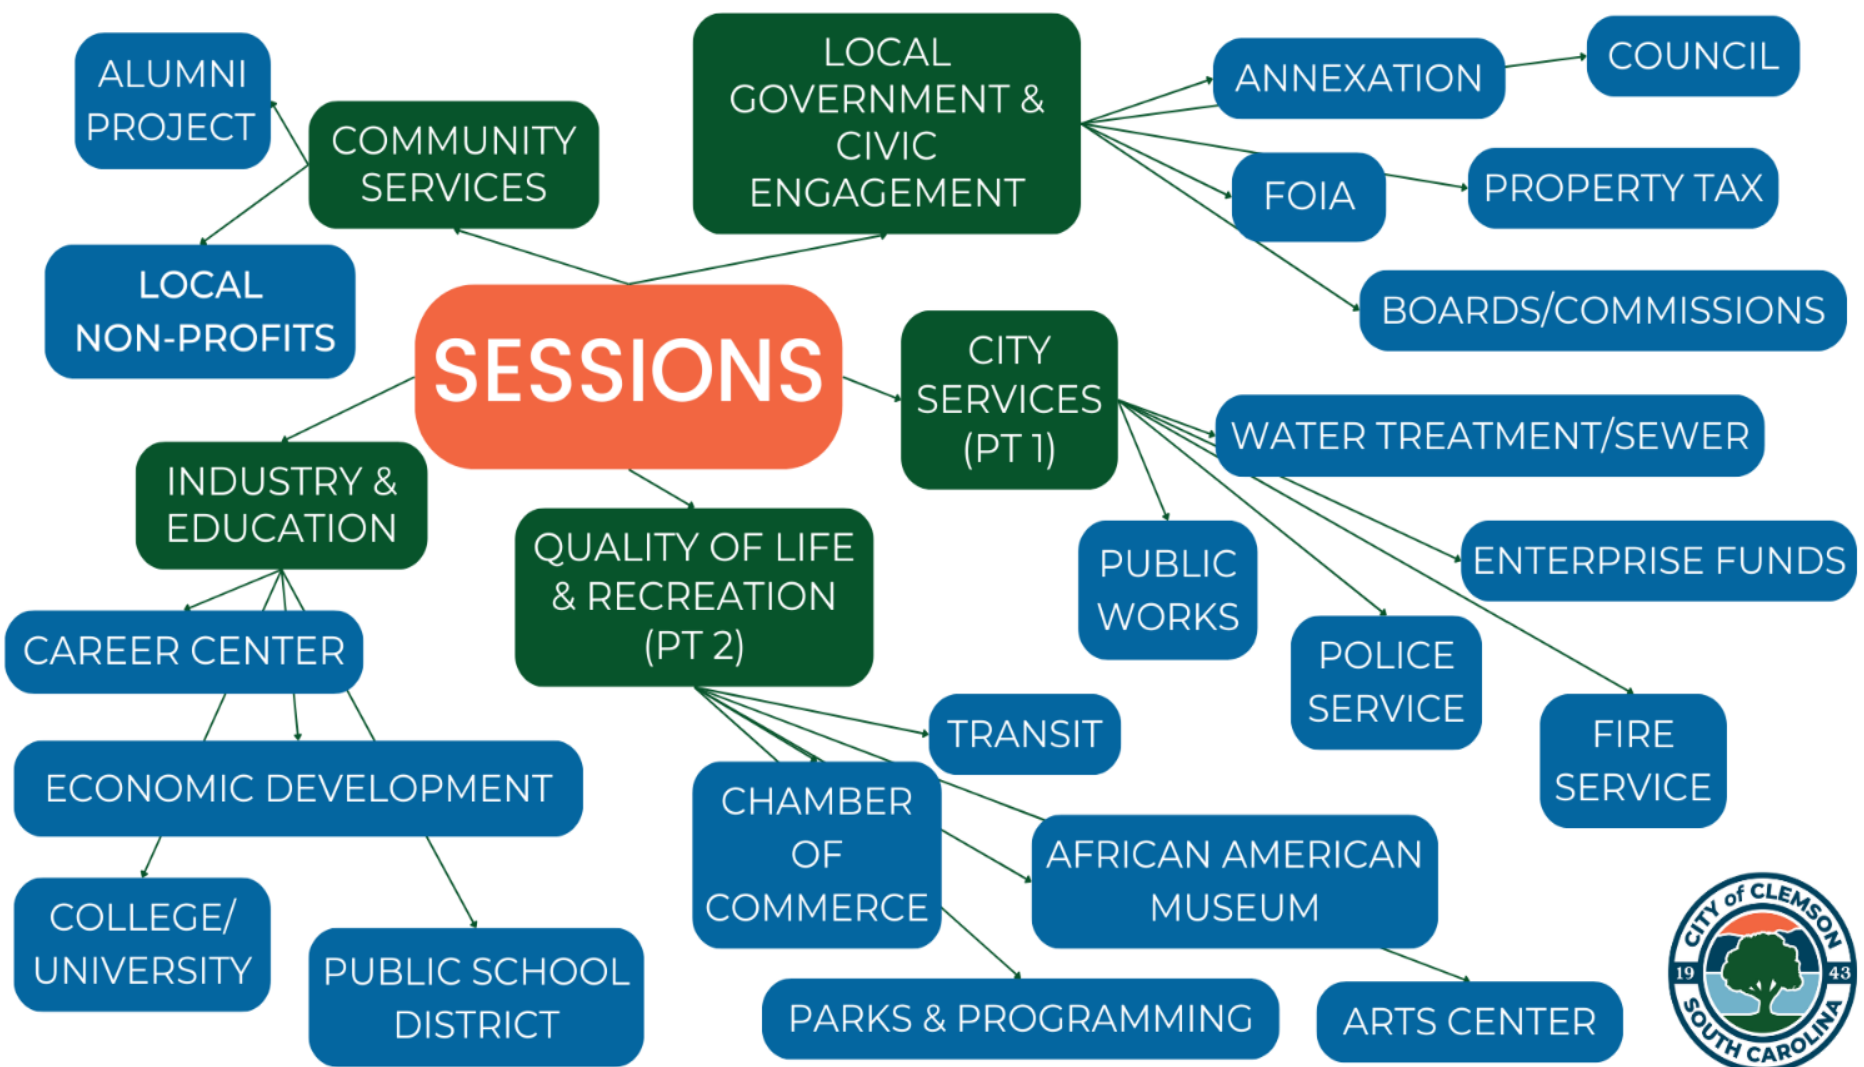 ALUMNI
PROJECT
COMMUNITY
SERVICES
LOCAL
NON-PROFITS
LOCAL
GOVERNMENT &
CIVIC
ENGAGEMENT
ANNEXATION
COUNCIL
FOIA
PROPERTY TAX
BOARDS/COMMISSIONS
SESSIONS
CITY
SERVICES
(PT 1)
WATER TREATMENT/SEWER
PUBLIC
WORKS
ENTERPRISE FUNDS
POLICE
SERVICE
FIRE
SERVICE
INDUSTRY &
EDUCATION
CAREER CENTER
ECONOMIC DEVELOPMENT
COLLEGE/
UNIVERSITY
PUBLIC SCHOOL
DISTRICT
QUALITY OF LIFE
& RECREATION
(PT 2)
TRANSIT
CHAMBER
OF
COMMERCE
AFRICAN AMERICAN
MUSEUM
PARKS & PROGRAMMING
ARTS CENTER
CITY of CLEMSON
19 43
SOUTH CAROLINA